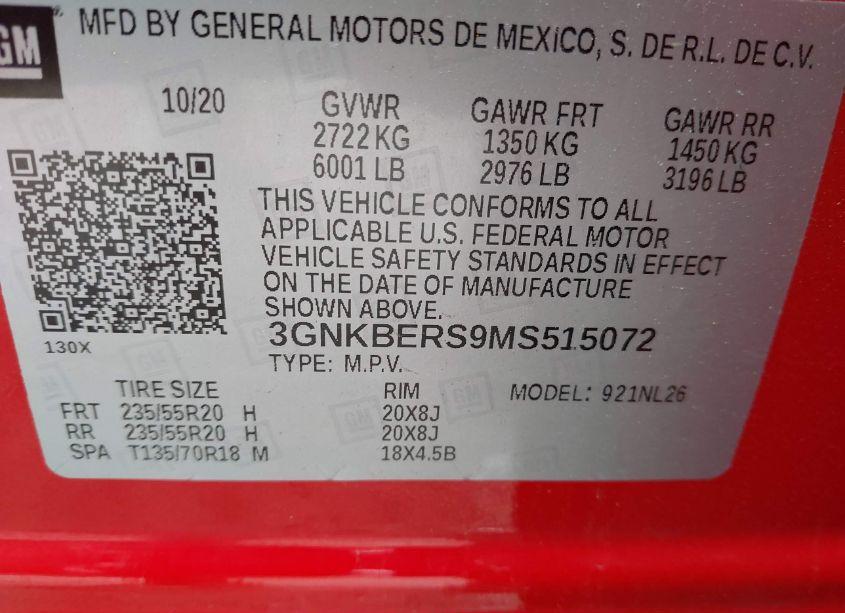 GM
MFD BY GENERAL MOTORS DE MEXICO, S. DE R.L. DE C.V.
10/20 GVWR GAWR FRT GAWR RR
2722 KG 1350 KG 1450 KG
6001 LB 2976 LB 3196 LB
THIS VEHICLE CONFORMS TO ALL
APPLICABLE U.S. FEDERAL MOTOR
VEHICLE SAFETY STANDARDS IN EFFECT
ON THE DATE OF MANUFACTURE
SHOWN ABOVE.
3GNKBERS9MS515072
130X
TYPE: M.P.V.
TIRE SIZE RIM MODEL: 921NL26
FRT 235/55R20 H 20X8J
RR 235/55R20 H 20X8J
SPA T135/70R18 M 18X4.5B